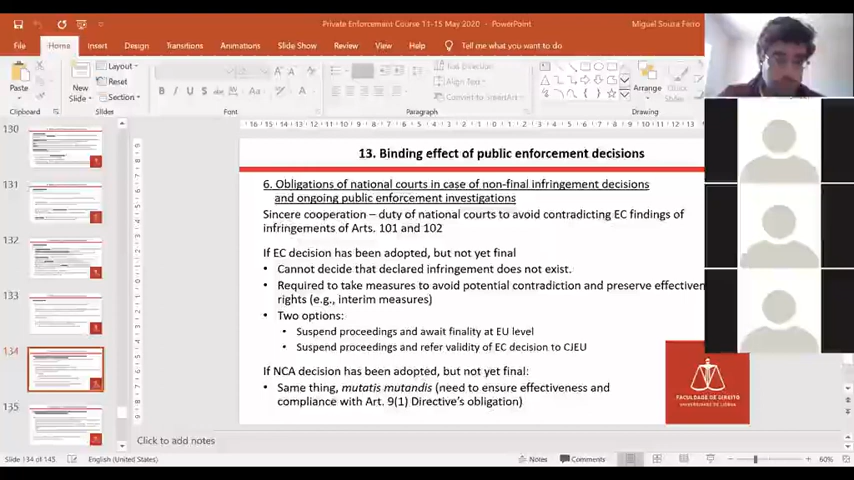 Private Enforcement Course 11-15 May 2020 - PowerPoint
Miguel Sousa Ferro
File Home Insert Design Transitions Animations Slide Show Review View Help Tell me what you want to do
Paste
Clipboard
New
Slide
Layout
Reset
Section
Slides
B I U S
Font
Text Direction
Align Text
Convert to SmartArt
Paragraph
Arrange
Quick
Drawing
130
131
132
133
134
135
13. Binding effect of public enforcement decisions
6. Obligations of national courts in case of non-final infringement decisions
and ongoing public enforcement investigations
Sincere cooperation – duty of national courts to avoid contradicting EC findings of
infringements of Arts. 101 and 102
If EC decision has been adopted, but not yet final
• Cannot decide that declared infringement does not exist.
• Required to take measures to avoid potential contradiction and preserve effectiven
rights (e.g., interim measures)
• Two options:
• Suspend proceedings and await finality at EU level
• Suspend proceedings and refer validity of EC decision to CJEU
If NCA decision has been adopted, but not yet final:
• Same thing, mutatis mutandis (need to ensure effectiveness and
compliance with Art. 9(1) Directive's obligation)
FACULDADE DE DIREITO
UNIVERSIDADE DE LISBOA
Click to add notes
Slide 134 of 145 English (United States) Notes Comments 60%